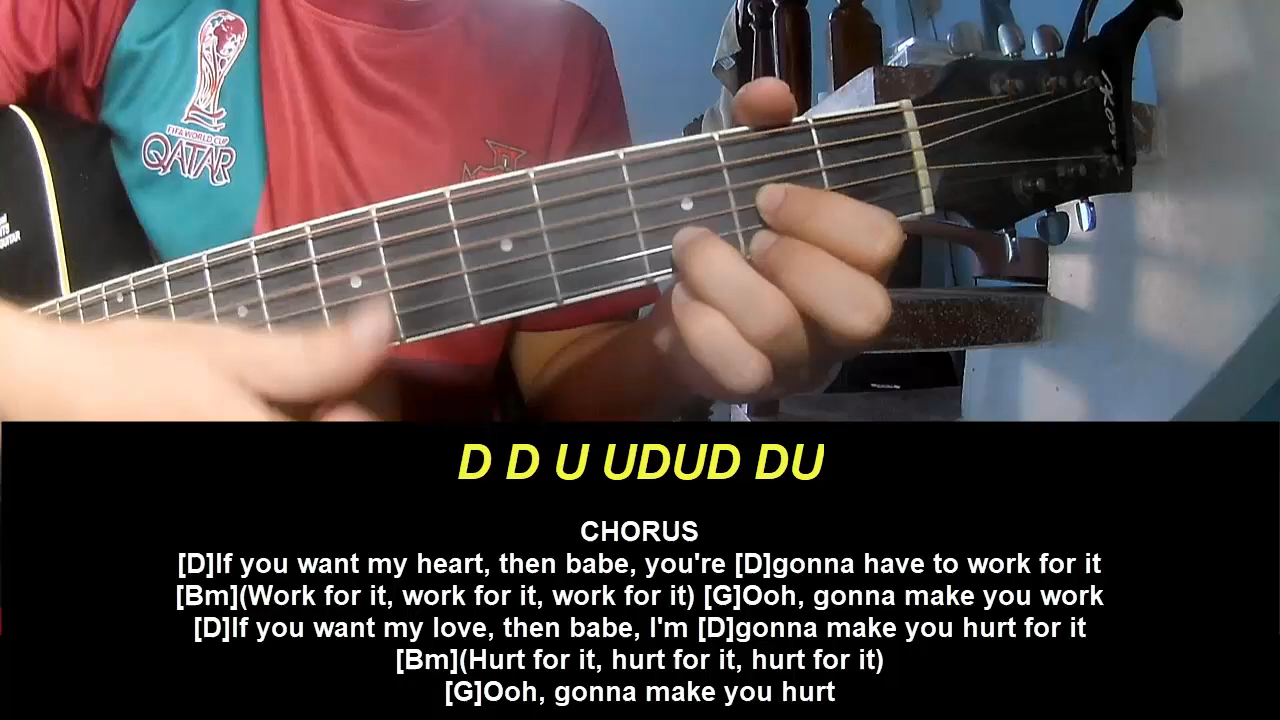 FIFA WORLD CUP
QATAR
D D U UDUD DU
CHORUS
[D]If you want my heart, then babe, you're [D]gonna have to work for it
[Bm](Work for it, work for it, work for it) [G]Ooh, gonna make you work
[D]If you want my love, then babe, I'm [D]gonna make you hurt for it
[Bm](Hurt for it, hurt for it, hurt for it)
[G]Ooh, gonna make you hurt